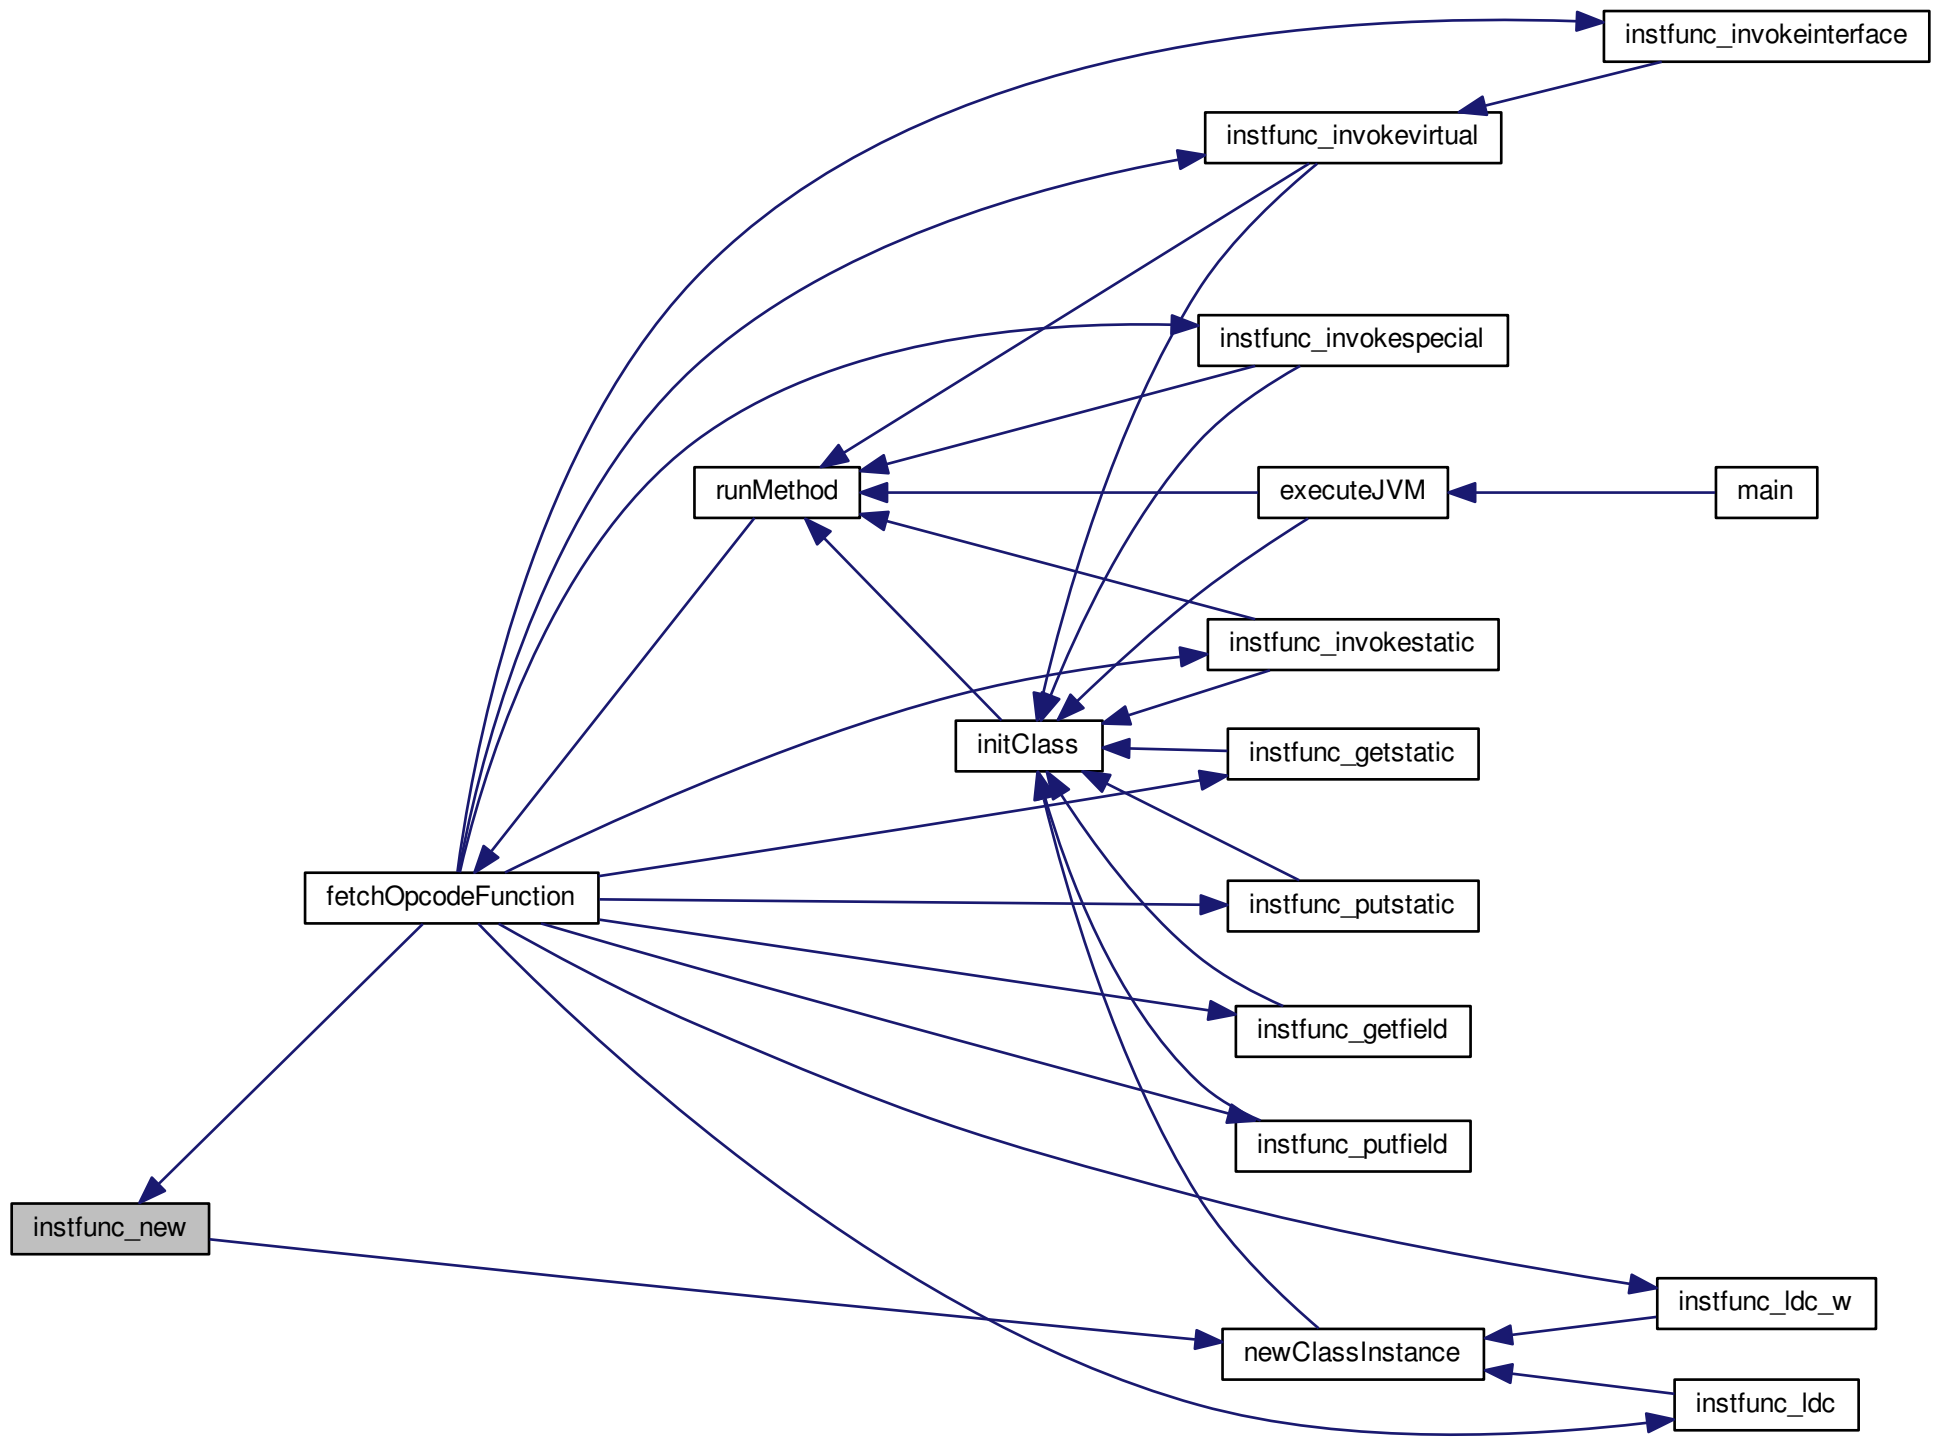 instfunc_invokeinterface
instfunc_invokevirtual
instfunc_invokespecial
runMethod
executeJVM
main
instfunc_invokestatic
initClass
instfunc_getstatic
fetchOpcodeFunction
instfunc_putstatic
instfunc_getfield
instfunc_putfield
instfunc_new
instfunc_ldc_w
newClassInstance
instfunc_ldc